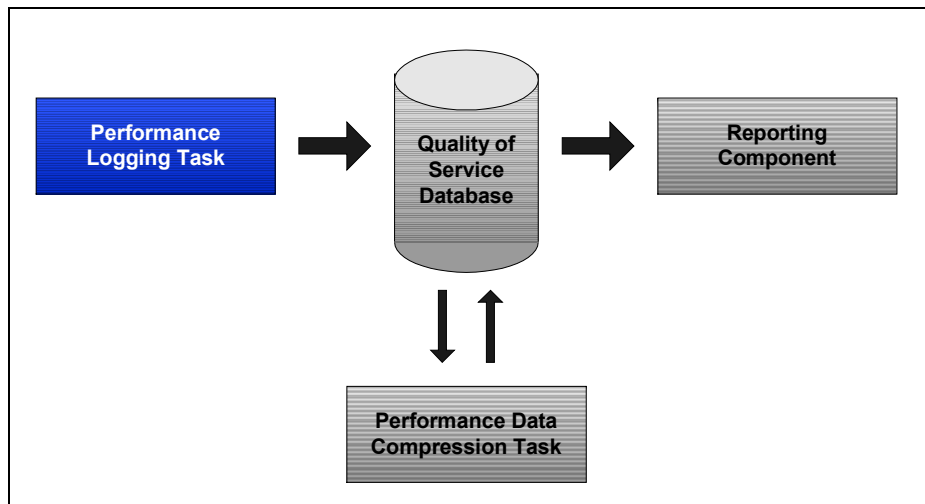 Performance
Logging Task
Quality of
Service
Database
Reporting
Component
Performance Data
Compression Task